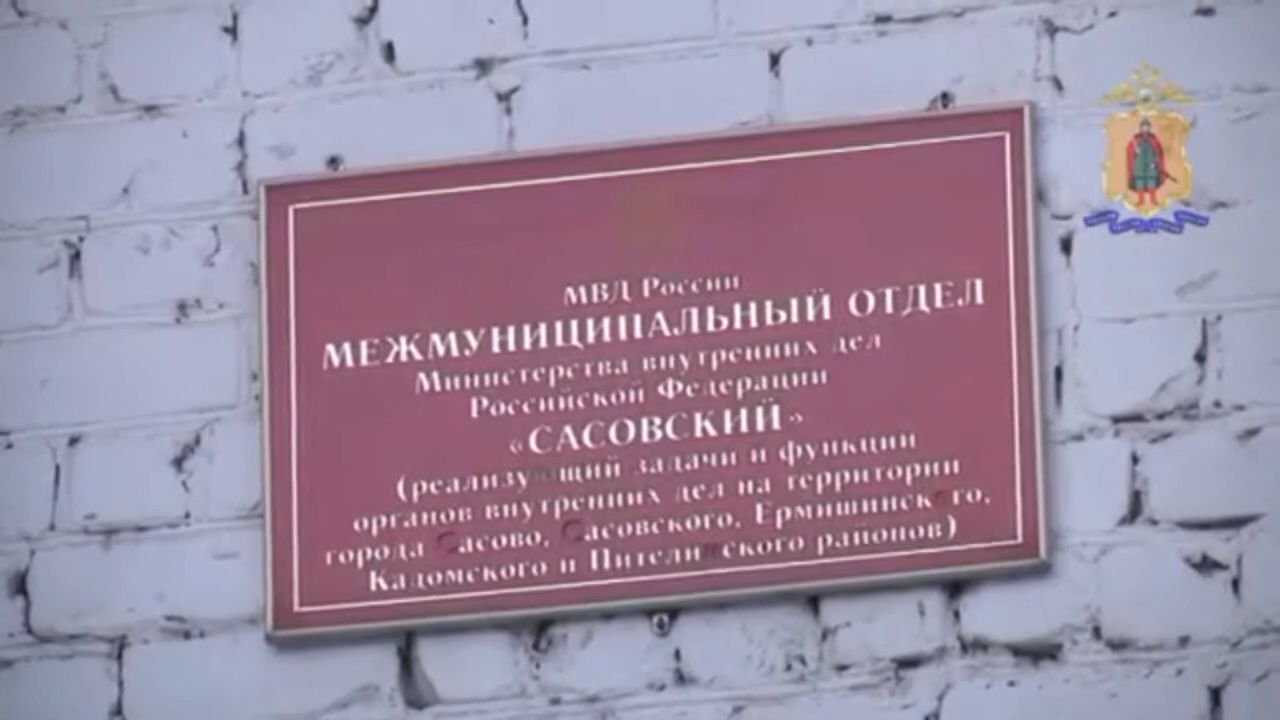 МВД России
МЕЖМУНИЦИПАЛЬНЫЙ ОТДЕЛ
Министерства внутренних дел
Российской Федерации
«САСОВСКИЙ»
(реализующий задачи и функции
органов внутренних дел на территории
города Сасово, Сасовского, Ермишинского,
Кадомского и Пителинского районов)